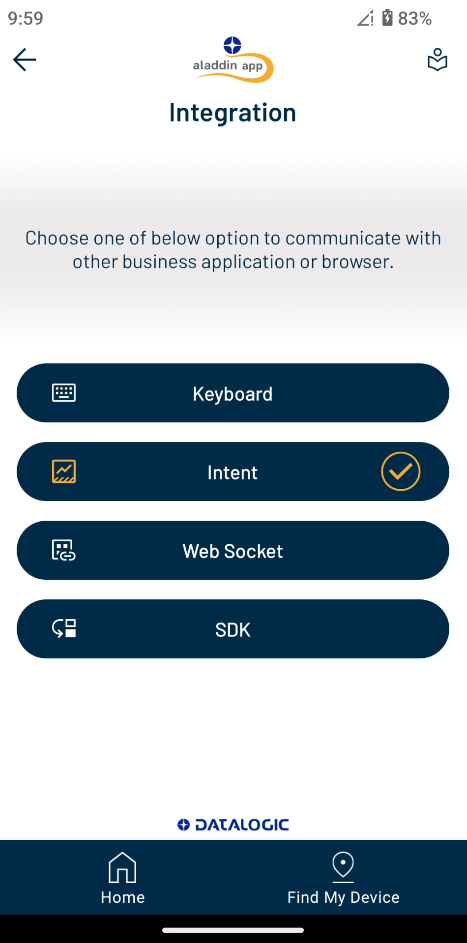 9:59
83%
aladdin app
Integration
Choose one of below option to communicate with
other business application or browser.
Keyboard
Intent
Web Socket
SDK
DATALOGIC
Home
Find My Device